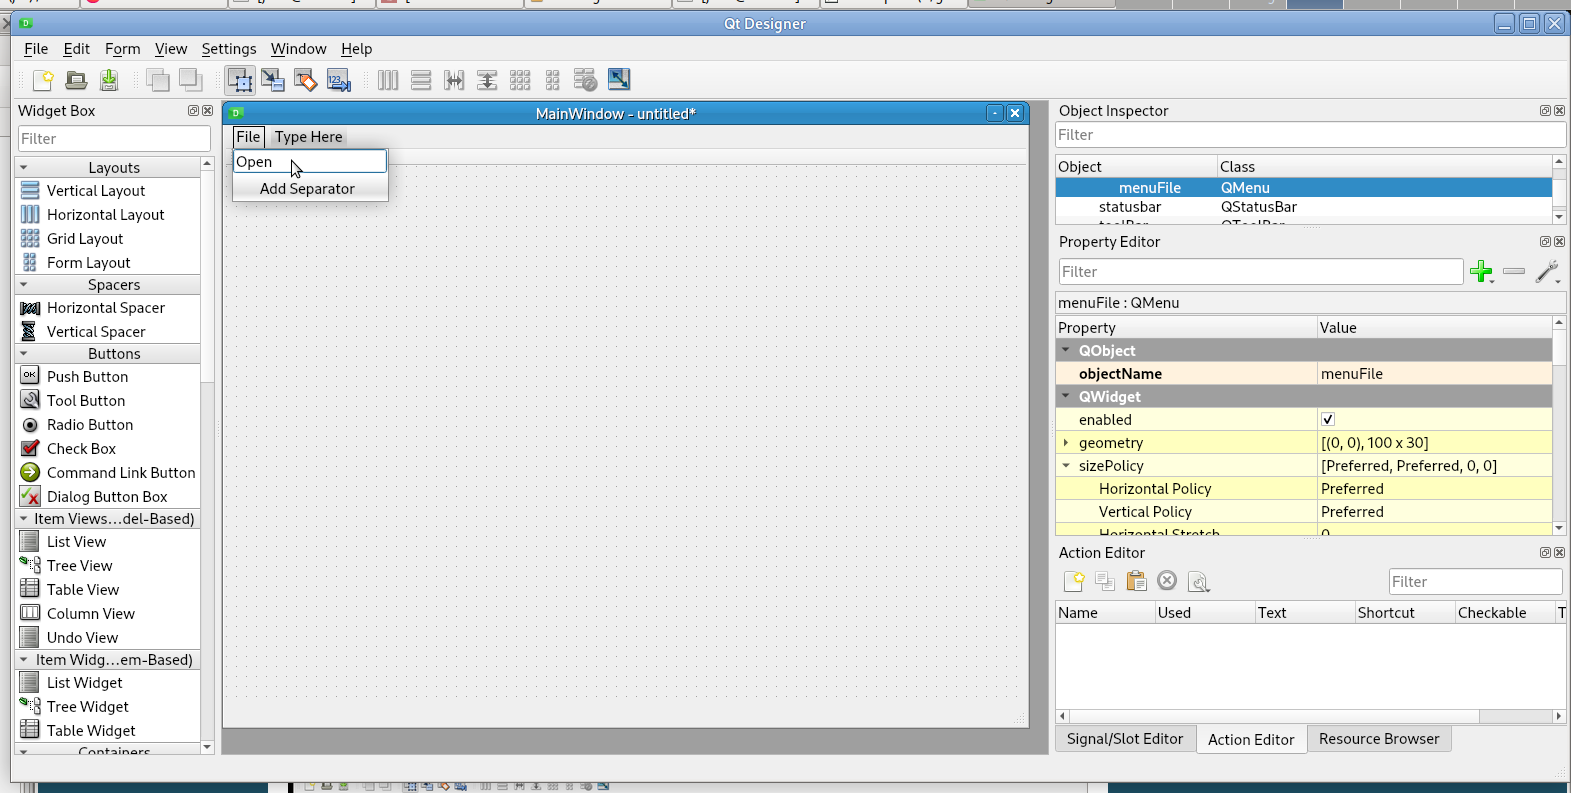 Qt Designer
File Edit Form View Settings Window Help
Widget Box
Filter
Layouts
Vertical Layout
Horizontal Layout
Grid Layout
Form Layout
Spacers
Horizontal Spacer
Vertical Spacer
Buttons
OK Push Button
Tool Button
Radio Button
Check Box
Command Link Button
Dialog Button Box
Item Views...del-Based)
List View
Tree View
Table View
Column View
Undo View
Item Widg...em-Based)
List Widget
Tree Widget
Table Widget
Containers
MainWindow - untitled*
File Type Here
Open
Add Separator
Object Inspector
Filter
Object Class
menuFile QMenu
statusbar QStatusBar
toolBar QToolBar
Property Editor
Filter
menuFile : QMenu
Property Value
QObject
objectName menuFile
QWidget
enabled
geometry [(0, 0), 100 x 30]
sizePolicy [Preferred, Preferred, 0, 0]
Horizontal Policy Preferred
Vertical Policy Preferred
Horizontal Stretch 0
Action Editor
Filter
Name Used Text Shortcut Checkable T
Signal/Slot Editor Action Editor Resource Browser